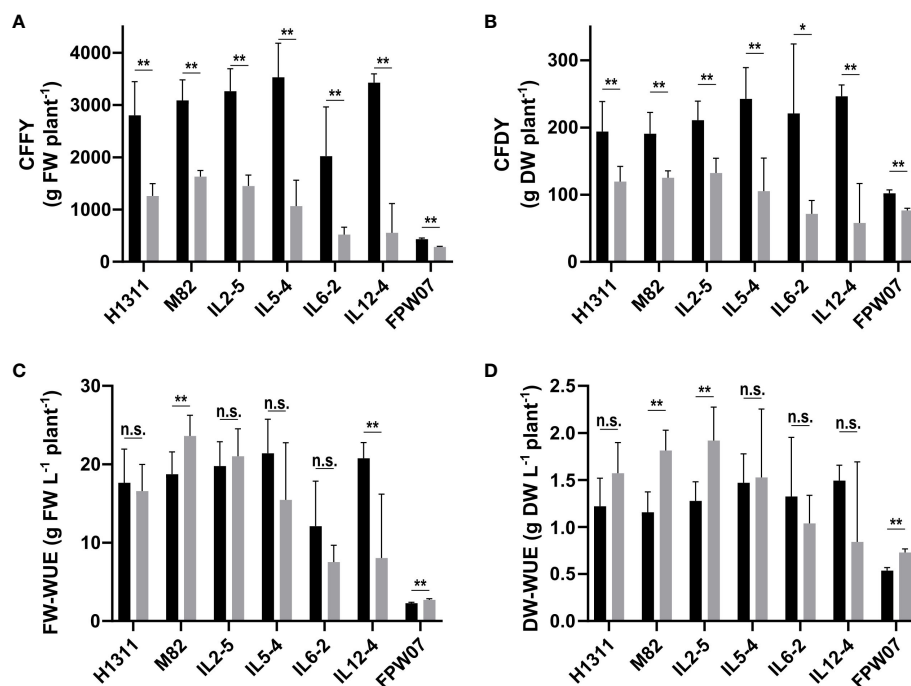 A
CFFY
(g FW plant⁻¹)
4000
3000
2000
1000
0
** ** ** ** ** ** **
H1311 M82 IL2-5 IL5-4 IL6-2 IL12-4 FPW07
B
CFDY
(g DW plant⁻¹)
300
200
100
0
** ** ** ** * ** **
H1311 M82 IL2-5 IL5-4 IL6-2 IL12-4 FPW07
C
FW-WUE (g FW L⁻¹ plant⁻¹)
30
20
10
0
n.s. ** n.s. n.s. n.s. ** **
H1311 M82 IL2-5 IL5-4 IL6-2 IL12-4 FPW07
D
DW-WUE (g DW L⁻¹ plant⁻¹)
2.5
2.0
1.5
1.0
0.5
0.0
n.s. ** ** n.s. n.s. n.s. **
H1311 M82 IL2-5 IL5-4 IL6-2 IL12-4 FPW07